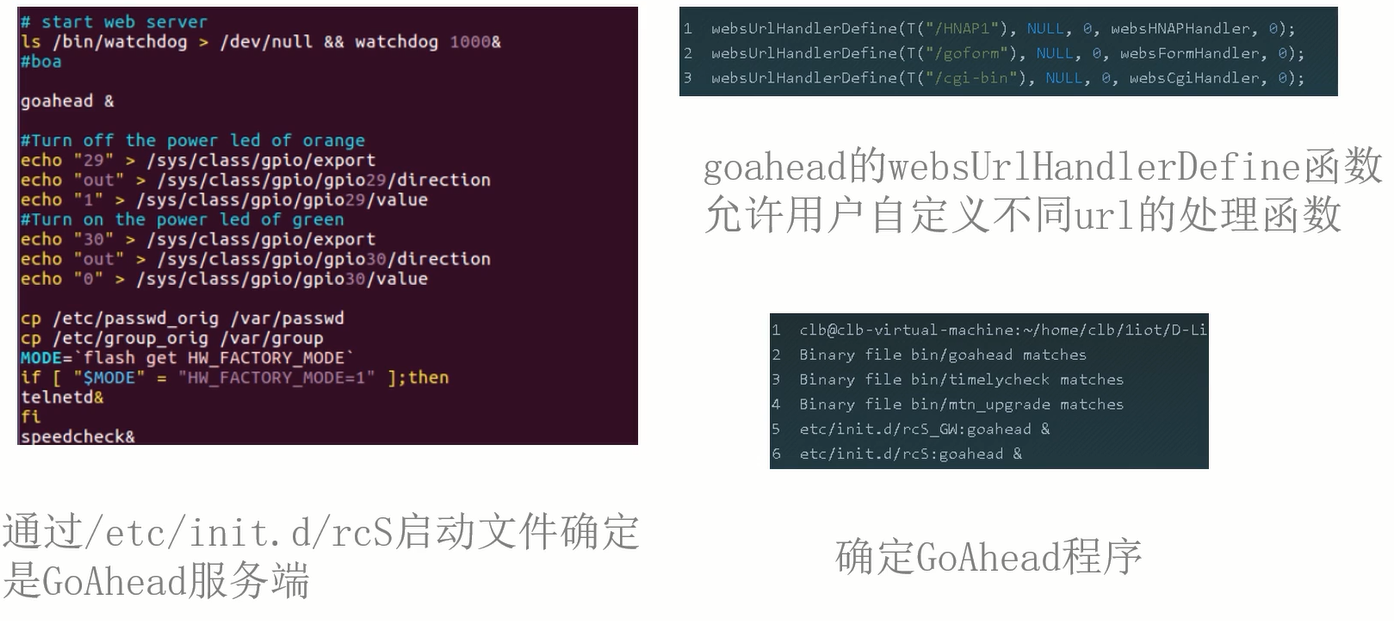 # start web server
ls /bin/watchdog > /dev/null && watchdog 1000&
#boa
goahead &
#Turn off the power led of orange
echo "29" > /sys/class/gpio/export
echo "out" > /sys/class/gpio/gpio29/direction
echo "1" > /sys/class/gpio/gpio29/value
#Turn on the power led of green
echo "30" > /sys/class/gpio/export
echo "out" > /sys/class/gpio/gpio30/direction
echo "0" > /sys/class/gpio/gpio30/value
cp /etc/passwd_orig /var/passwd
cp /etc/group_orig /var/group
MODE=`flash get HW_FACTORY_MODE`
if [ "$MODE" = "HW_FACTORY_MODE=1" ];then
telnetd&
fi
speedcheck&
通过/etc/init.d/rcS启动文件确定
是GoAhead服务端
1 websUrlHandlerDefine(T("/HNAP1"), NULL, 0, websHNAPHandler, 0);
2 websUrlHandlerDefine(T("/goform"), NULL, 0, websFormHandler, 0);
3 websUrlHandlerDefine(T("/cgi-bin"), NULL, 0, websCgiHandler, 0);
goahead的websUrlHandlerDefine函数
允许用户自定义不同url的处理函数
1 clb@clb-virtual-machine:~/home/clb/1iot/D-Li
2 Binary file bin/goahead matches
3 Binary file bin/timelycheck matches
4 Binary file bin/mtn_upgrade matches
5 etc/init.d/rcS_GW:goahead &
6 etc/init.d/rcS:goahead &
确定GoAhead程序